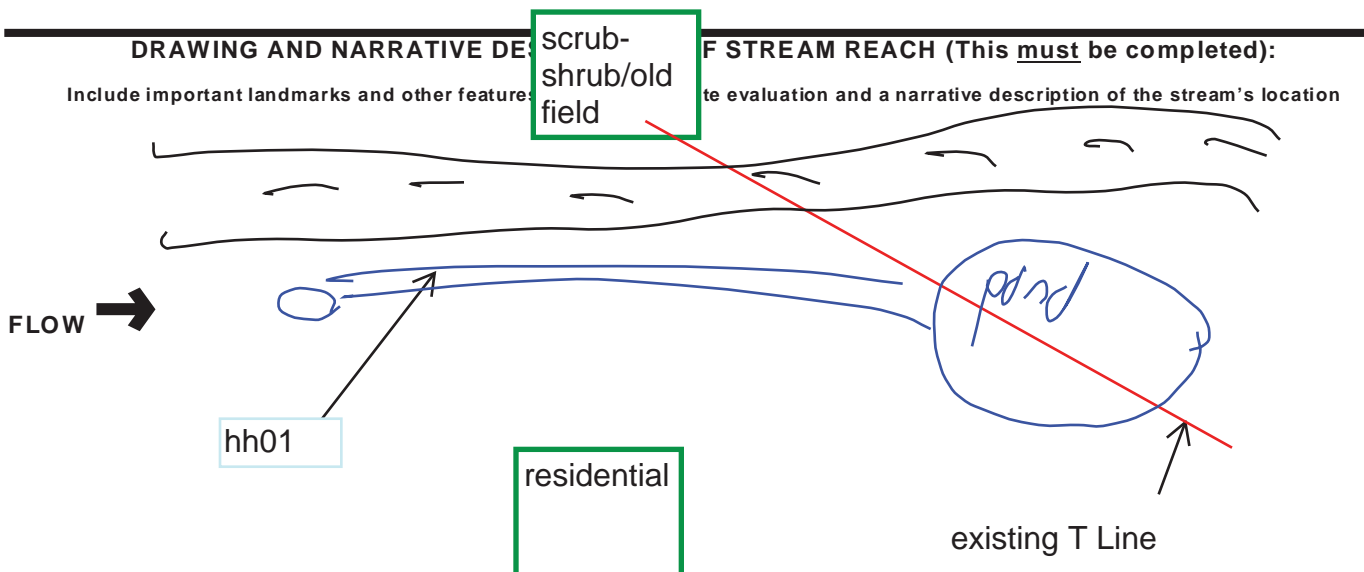 DRAWING AND NARRATIVE DES F STREAM REACH (This must be completed):
scrub-
shrub/old
field
Include important landmarks and other features te evaluation and a narrative description of the stream's location
FLOW
pond
hh01
residential
existing T Line